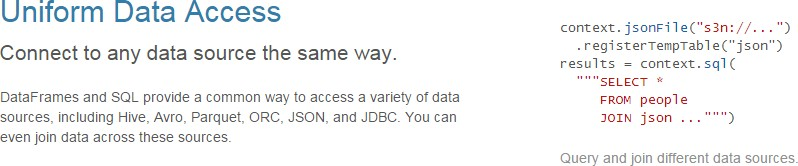 Uniform Data Access
Connect to any data source the same way.
DataFrames and SQL provide a common way to access a variety of data
sources, including Hive, Avro, Parquet, ORC, JSON, and JDBC. You can
even join data across these sources.
context.jsonFile("s3n://...")
  .registerTempTable("json")
results = context.sql(
  """SELECT *
     FROM people
     JOIN json ...""")
Query and join different data sources.